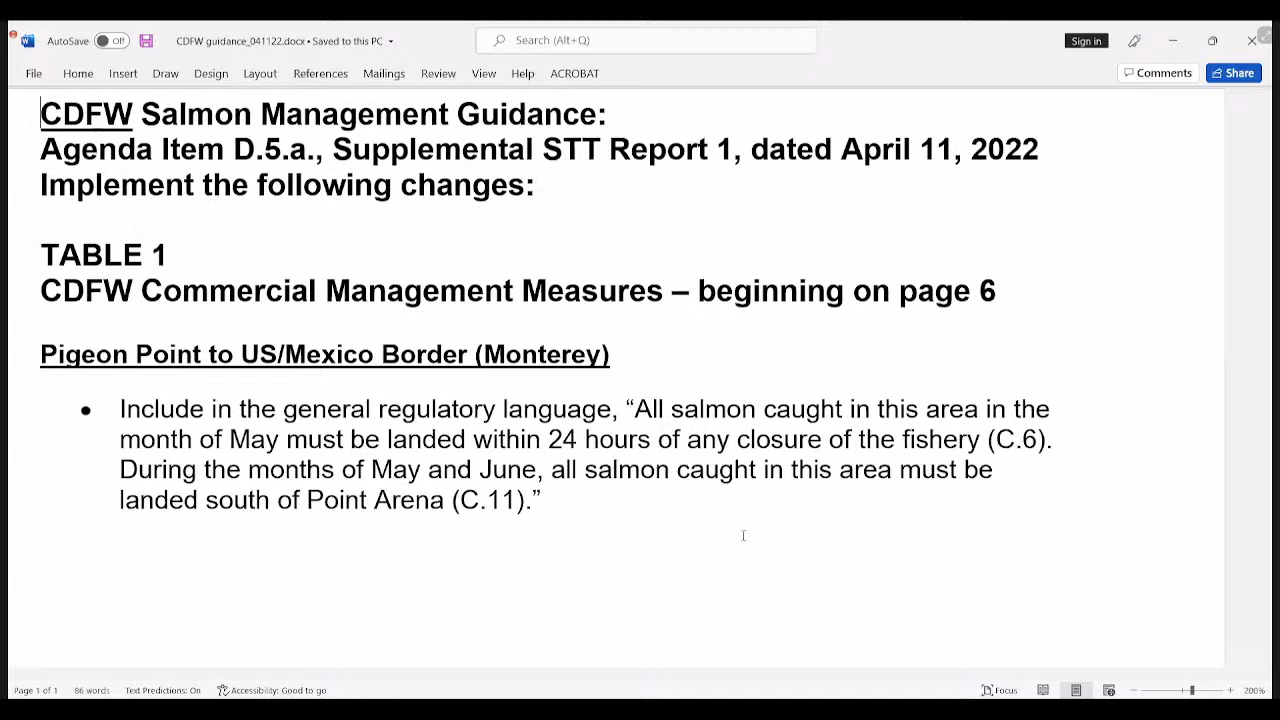 AutoSave Off CDFW guidance_041122.docx • Saved to this PC Search (Alt+Q) Sign in
File Home Insert Draw Design Layout References Mailings Review View Help ACROBAT Comments Share
CDFW Salmon Management Guidance:
Agenda Item D.5.a., Supplemental STT Report 1, dated April 11, 2022
Implement the following changes:
TABLE 1
CDFW Commercial Management Measures – beginning on page 6
Pigeon Point to US/Mexico Border (Monterey)
• Include in the general regulatory language, “All salmon caught in this area in the
month of May must be landed within 24 hours of any closure of the fishery (C.6).
During the months of May and June, all salmon caught in this area must be
landed south of Point Arena (C.11).”
Page 1 of 1 86 words Text Predictions: On Accessibility: Good to go Focus 200%